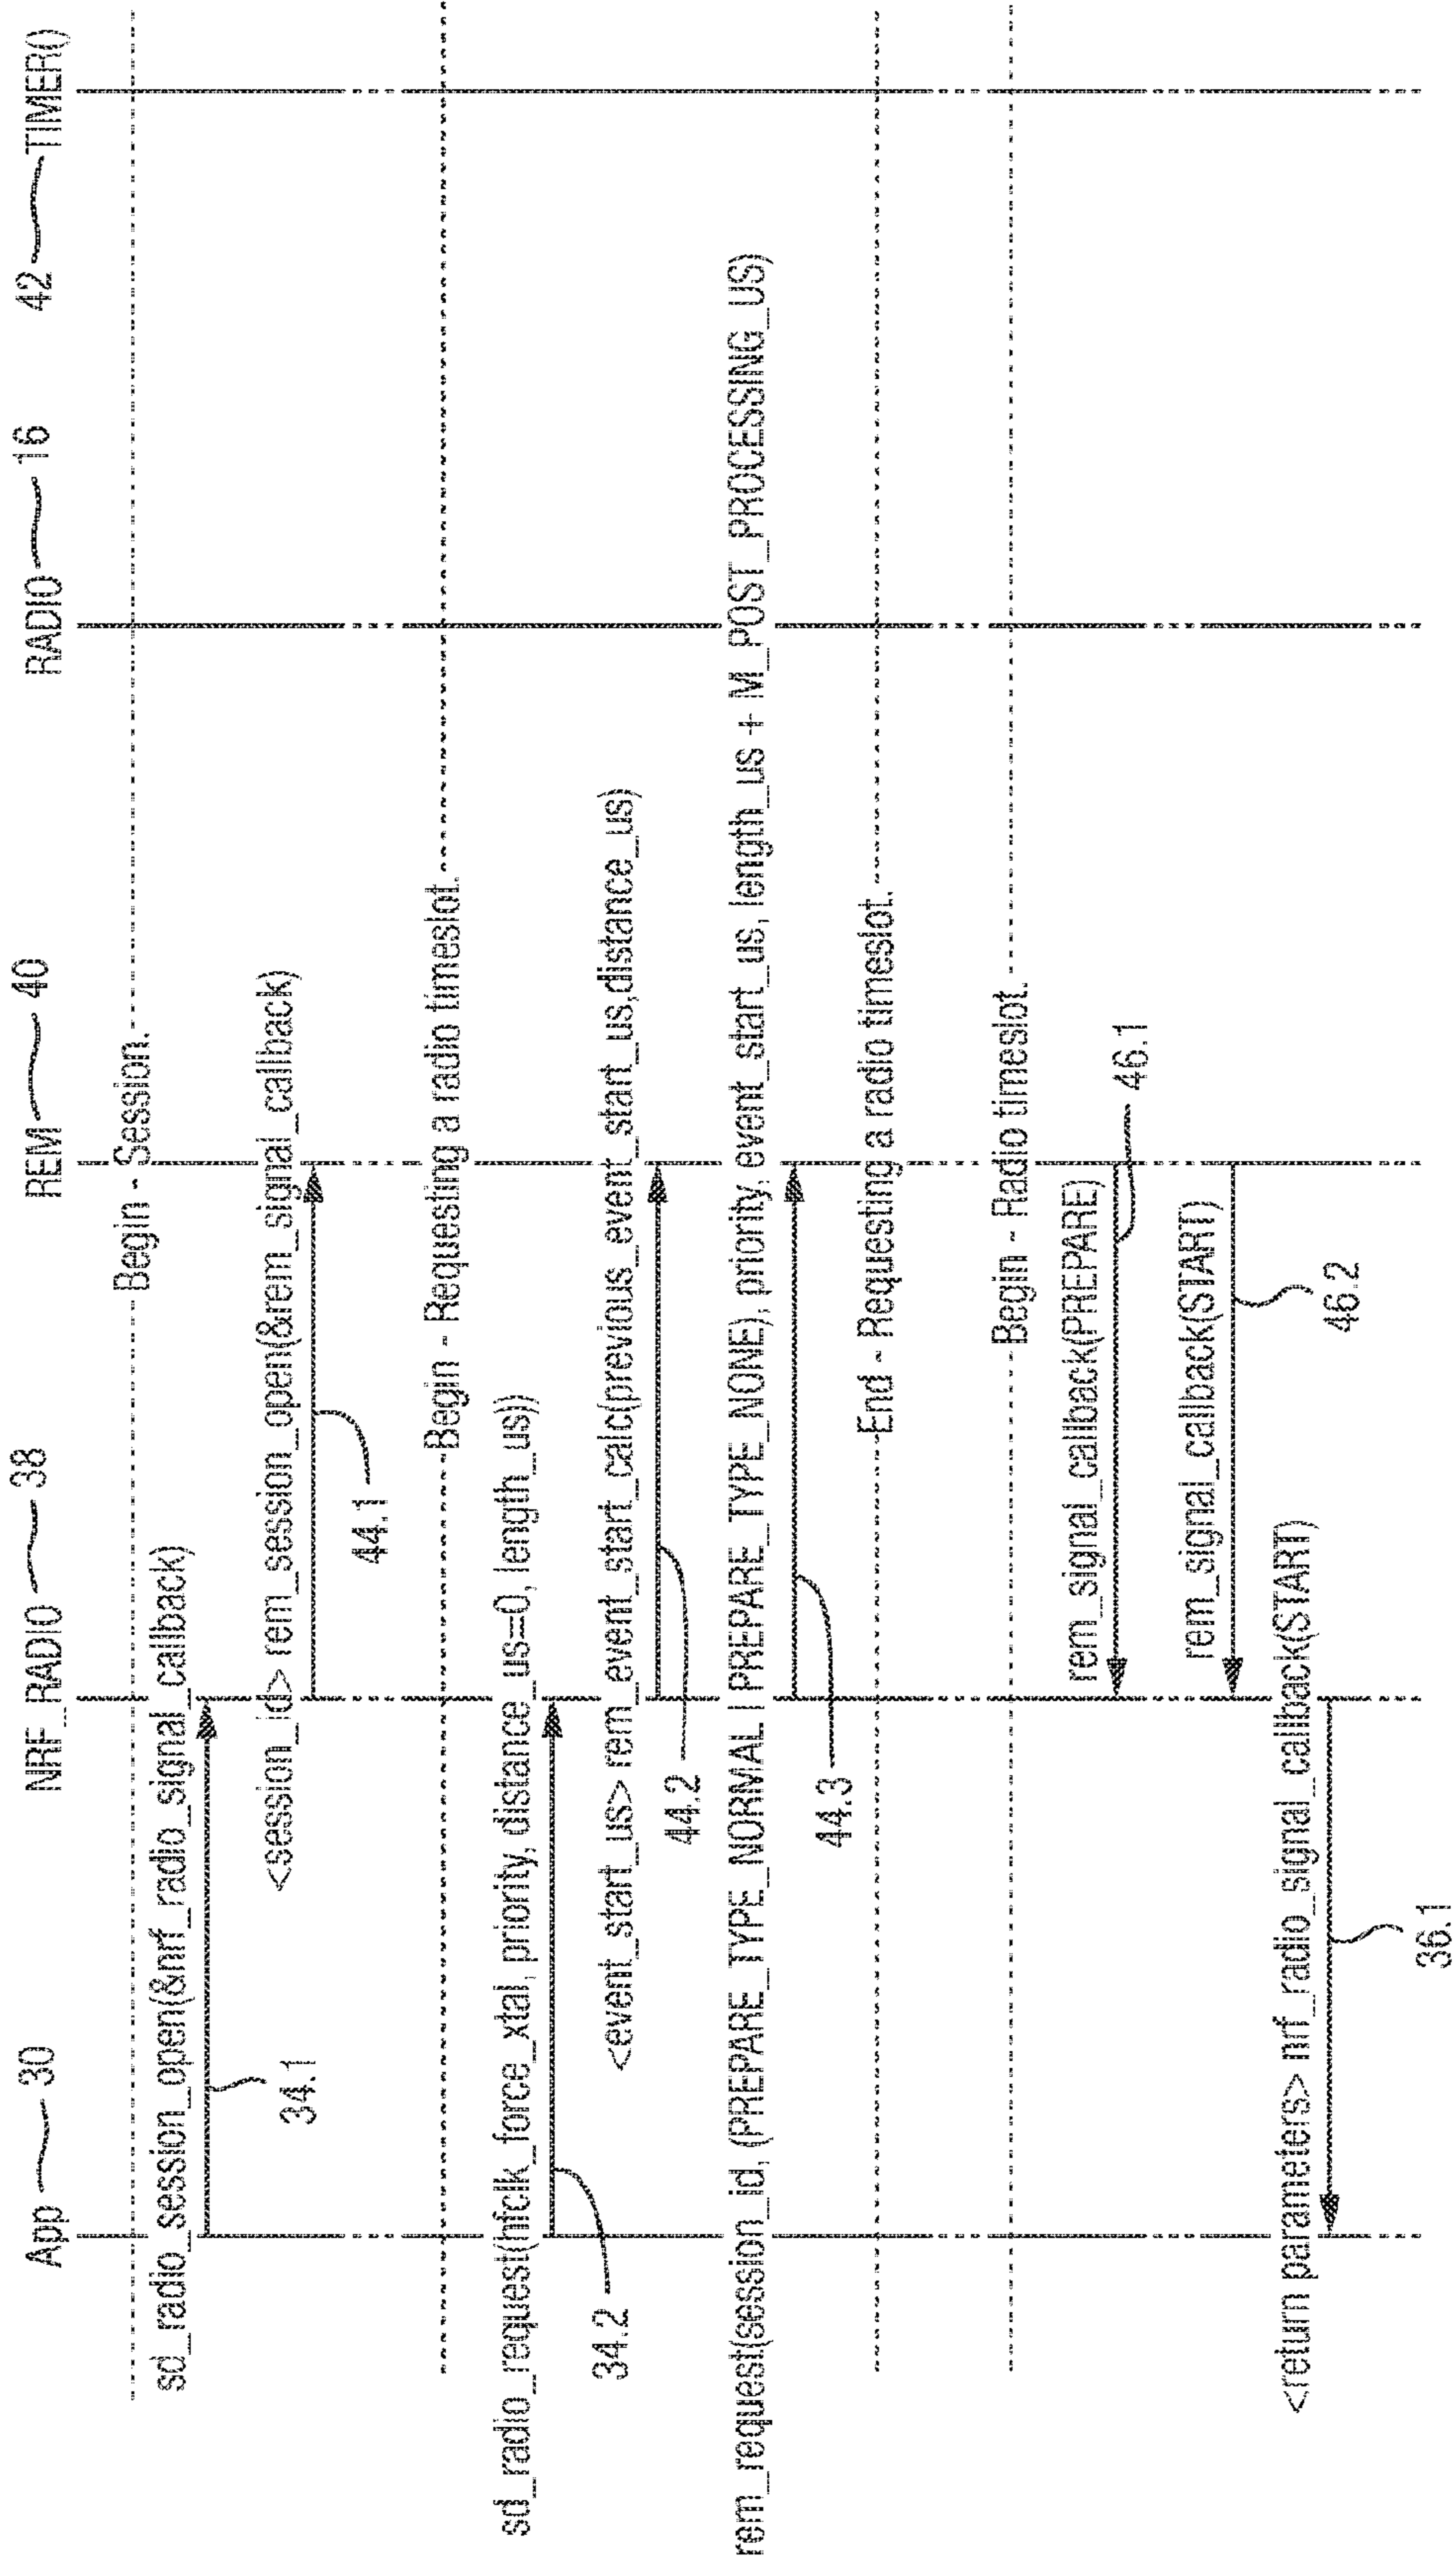 App 30 NRF_RADIO 38 REM 40 RADIO 16 42 TIMER()
Begin - Session.
sd_radio_session_open(&nrf_radio_signal_callback)
34.1
<session_id> rem_session_open(&rem_signal_callback)
44.1
Begin - Requesting a radio timeslot.
sd_radio_request(hfclk_force_xtal, priority, distance_us=0, length_us))
34.2
<event_start_us> rem_event_start_calc(previous_event_start_us,distance_us)
44.2
rem_request(session_id, (PREPARE_TYPE_NORMAL | PREPARE_TYPE_NONE), priority, event_start_us, length_us + M_POST_PROCESSING_US)
44.3
End - Requesting a radio timeslot.
Begin - Radio timeslot.
rem_signal_callback(PREPARE)
46.1
rem_signal_callback(START)
46.2
<return parameters> nrf_radio_signal_callback(START)
36.1